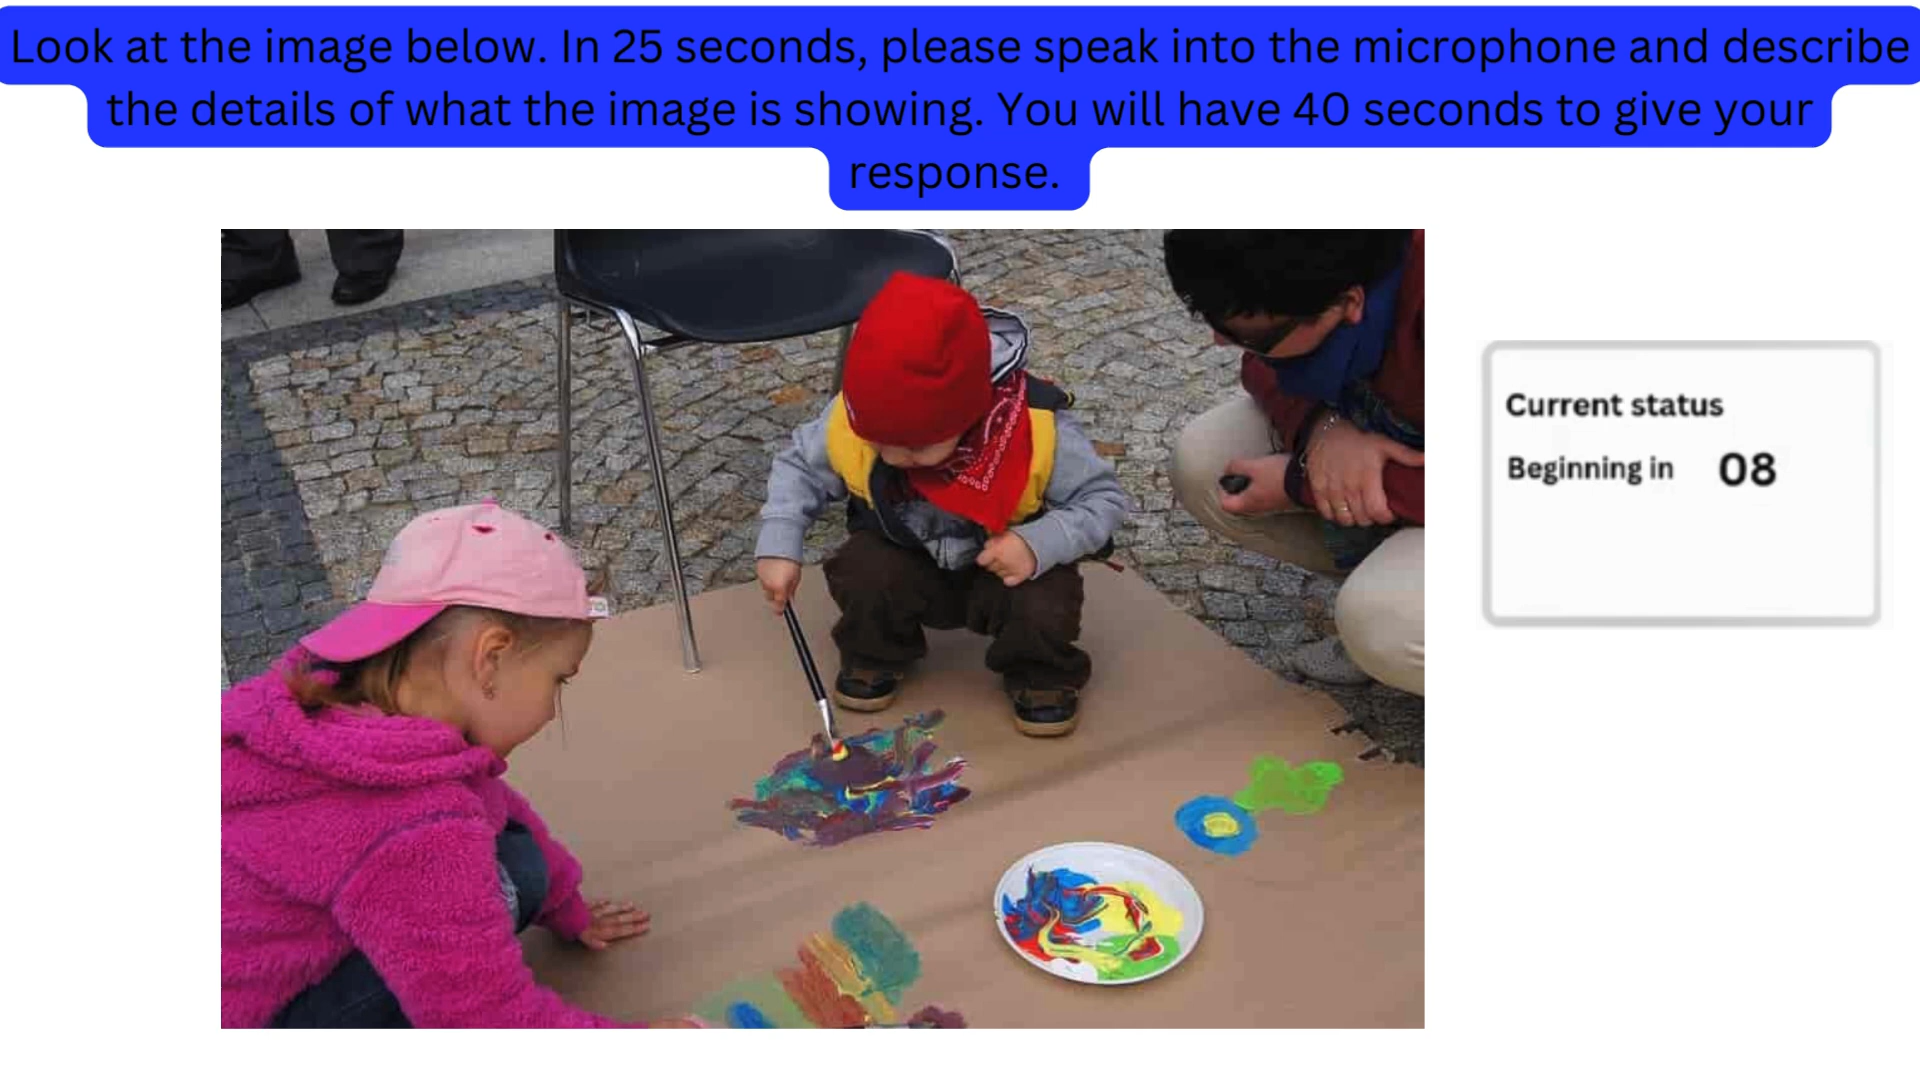 Look at the image below. In 25 seconds, please speak into the microphone and describe
the details of what the image is showing. You will have 40 seconds to give your
response.
Current status
Beginning in 08